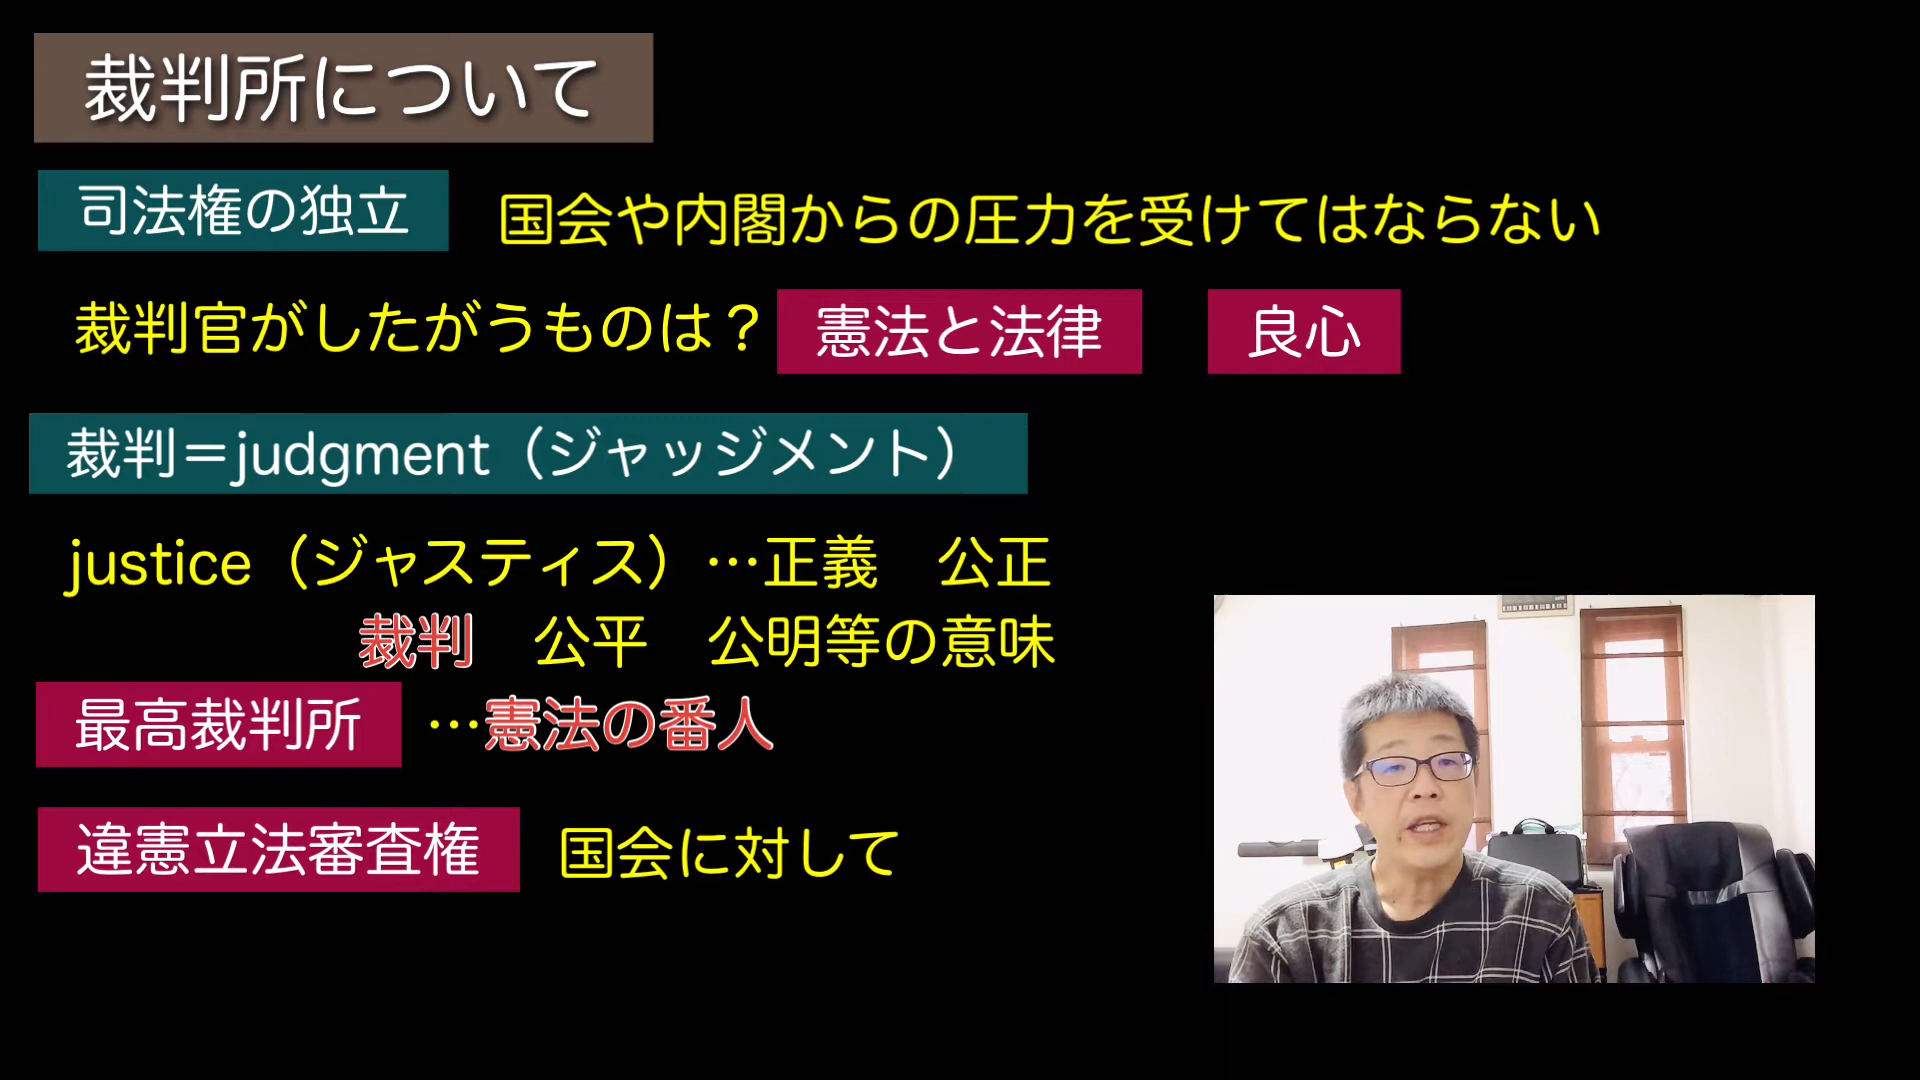 裁判所について
司法権の独立　国会や内閣からの圧力を受けてはならない
裁判官がしたがうものは？　憲法と法律　良心
裁判＝judgment（ジャッジメント）
justice（ジャスティス）…正義　公正
裁判　公平　公明等の意味
最高裁判所　…憲法の番人
違憲立法審査権　国会に対して